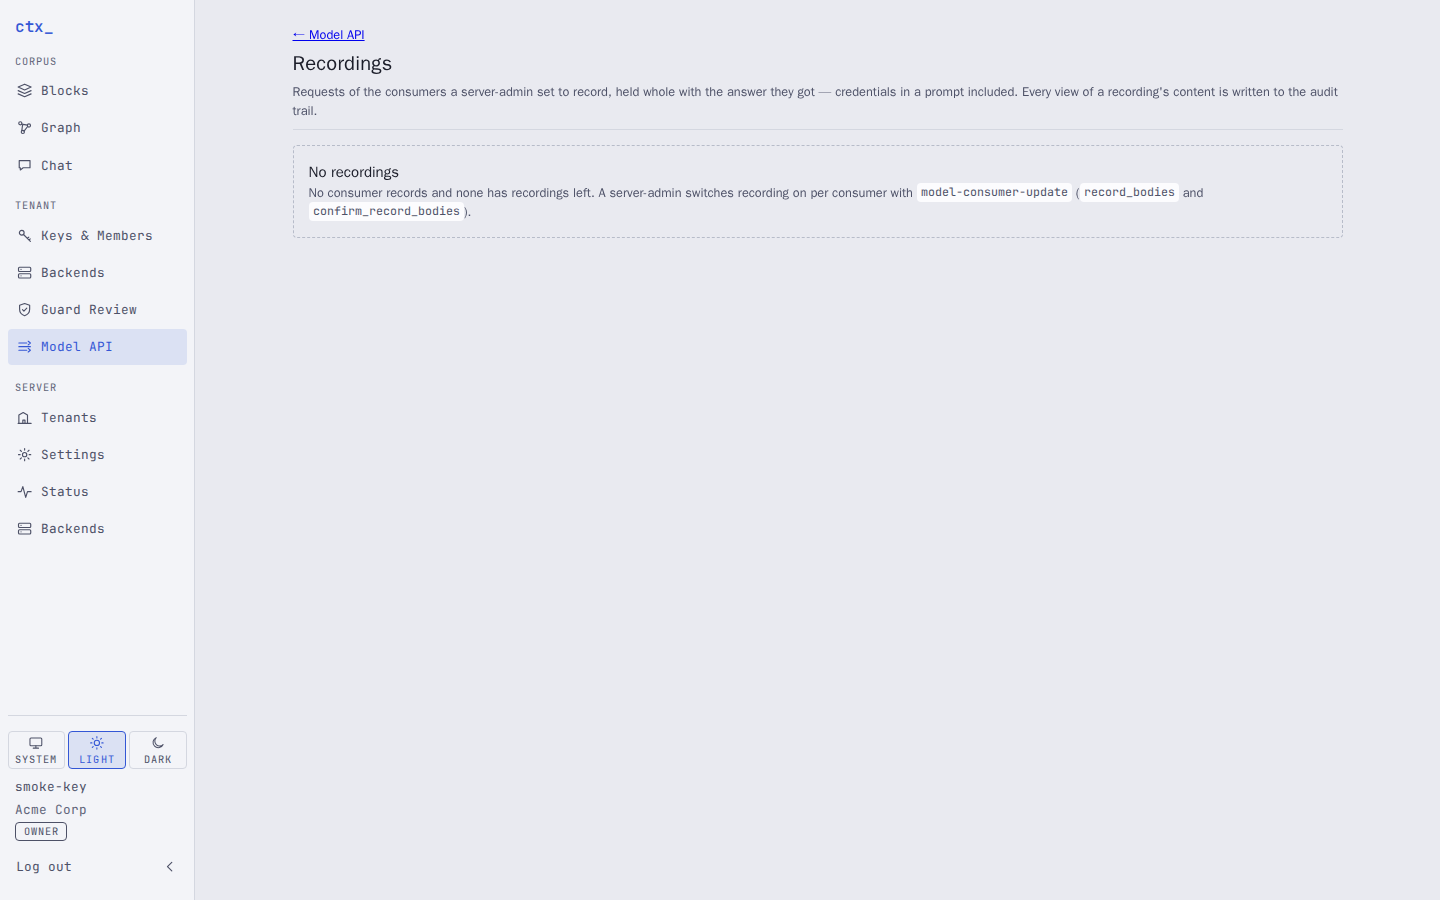 ctx_
CORPUS
Blocks
Graph
Chat
TENANT
Keys & Members
Backends
Guard Review
Model API
SERVER
Tenants
Settings
Status
Backends
SYSTEM
LIGHT
DARK
smoke-key
Acme Corp
OWNER
Log out
← Model API
Recordings
Requests of the consumers a server-admin set to record, held whole with the answer they got — credentials in a prompt included. Every view of a recording's content is written to the audit
trail.
No recordings
No consumer records and none has recordings left. A server-admin switches recording on per consumer with model-consumer-update (record_bodies and
confirm_record_bodies).